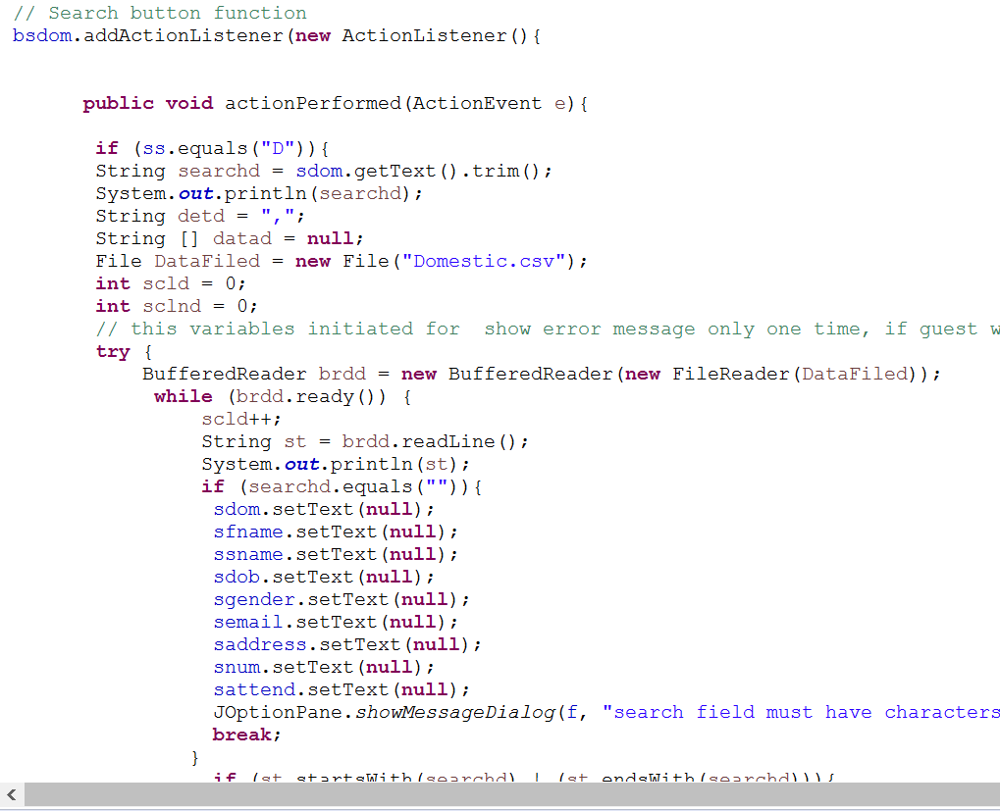 // Search button function
bsdom.addActionListener(new ActionListener(){
public void actionPerformed(ActionEvent e){
if (ss.equals("D")){
String searchd = sdom.getText().trim();
System.out.println(searchd);
String detd = ",";
String [] datad = null;
File DataFiled = new File("Domestic.csv");
int scld = 0;
int sclnd = 0;
// this variables initiated for  show error message only one time, if guest w
try {
BufferedReader brdd = new BufferedReader(new FileReader(DataFiled));
while (brdd.ready()) {
scld++;
String st = brdd.readLine();
System.out.println(st);
if (searchd.equals("")){
sdom.setText(null);
sfname.setText(null);
ssname.setText(null);
sdob.setText(null);
sgender.setText(null);
semail.setText(null);
saddress.setText(null);
snum.setText(null);
sattend.setText(null);
JOptionPane.showMessageDialog(f, "search field must have characters
break;
}
if (st.startsWith(searchd) | (st.endsWith(searchd))){